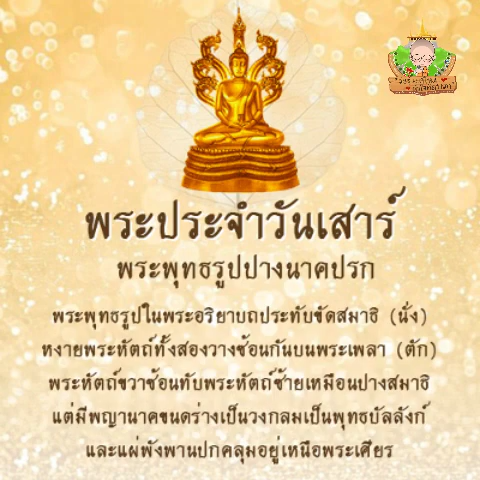 พระประจำวันเสาร์
พระพุทธรูปปางนาคปรก
พระพุทธรูปในพระอริยาบถประทับขัดสมาธิ (นั่ง)
หงายพระหัตถ์ทั้งสองวางซ้อนกันบนพระเพลา (ตัก)
พระหัตถ์ขวาซ้อนทับพระหัตถ์ซ้ายเหมือนปางสมาธิ
แต่มีพญานาคขนดร่างเป็นวงกลมเป็นพุทธบัลลังก์
และแผ่พังพานปกคลุมอยู่เหนือพระเศียร